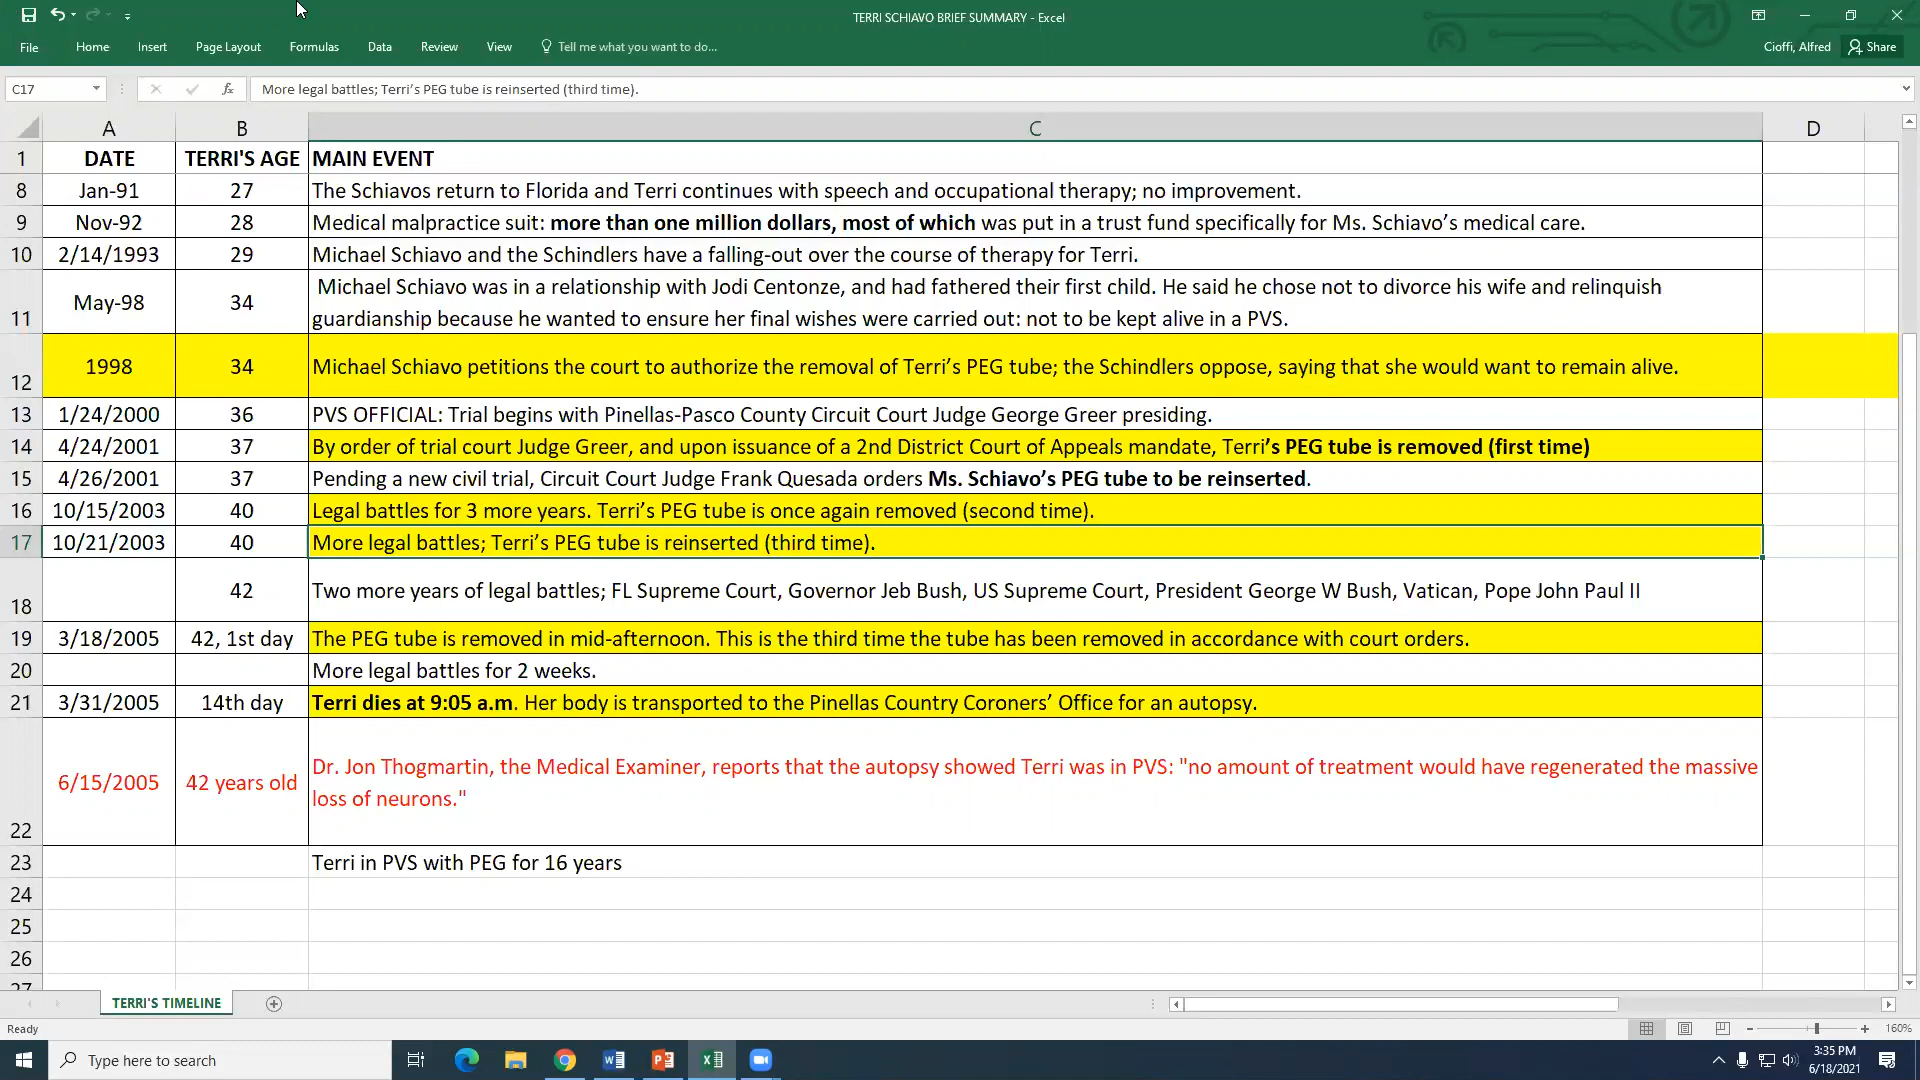 TERRI SCHIAVO BRIEF SUMMARY - Excel
File Home Insert Page Layout Formulas Data Review View Tell me what you want to do... Cioffi, Alfred Share
C17 fx More legal battles; Terri’s PEG tube is reinserted (third time).
A B C D
1 DATE TERRI'S AGE MAIN EVENT
8 Jan-91 27 The Schiavos return to Florida and Terri continues with speech and occupational therapy; no improvement.
9 Nov-92 28 Medical malpractice suit: more than one million dollars, most of which was put in a trust fund specifically for Ms. Schiavo’s medical care.
10 2/14/1993 29 Michael Schiavo and the Schindlers have a falling-out over the course of therapy for Terri.
11 May-98 34 Michael Schiavo was in a relationship with Jodi Centonze, and had fathered their first child. He said he chose not to divorce his wife and relinquish
guardianship because he wanted to ensure her final wishes were carried out: not to be kept alive in a PVS.
12 1998 34 Michael Schiavo petitions the court to authorize the removal of Terri’s PEG tube; the Schindlers oppose, saying that she would want to remain alive.
13 1/24/2000 36 PVS OFFICIAL: Trial begins with Pinellas-Pasco County Circuit Court Judge George Greer presiding.
14 4/24/2001 37 By order of trial court Judge Greer, and upon issuance of a 2nd District Court of Appeals mandate, Terri’s PEG tube is removed (first time)
15 4/26/2001 37 Pending a new civil trial, Circuit Court Judge Frank Quesada orders Ms. Schiavo’s PEG tube to be reinserted.
16 10/15/2003 40 Legal battles for 3 more years. Terri’s PEG tube is once again removed (second time).
17 10/21/2003 40 More legal battles; Terri’s PEG tube is reinserted (third time).
18 42 Two more years of legal battles; FL Supreme Court, Governor Jeb Bush, US Supreme Court, President George W Bush, Vatican, Pope John Paul II
19 3/18/2005 42, 1st day The PEG tube is removed in mid-afternoon. This is the third time the tube has been removed in accordance with court orders.
20 More legal battles for 2 weeks.
21 3/31/2005 14th day Terri dies at 9:05 a.m. Her body is transported to the Pinellas Country Coroners’ Office for an autopsy.
22 6/15/2005 42 years old Dr. Jon Thogmartin, the Medical Examiner, reports that the autopsy showed Terri was in PVS: "no amount of treatment would have regenerated the massive
loss of neurons."
23 Terri in PVS with PEG for 16 years
24
25
26
27
TERRI'S TIMELINE
Ready 160%
Type here to search 3:35 PM
6/18/2021